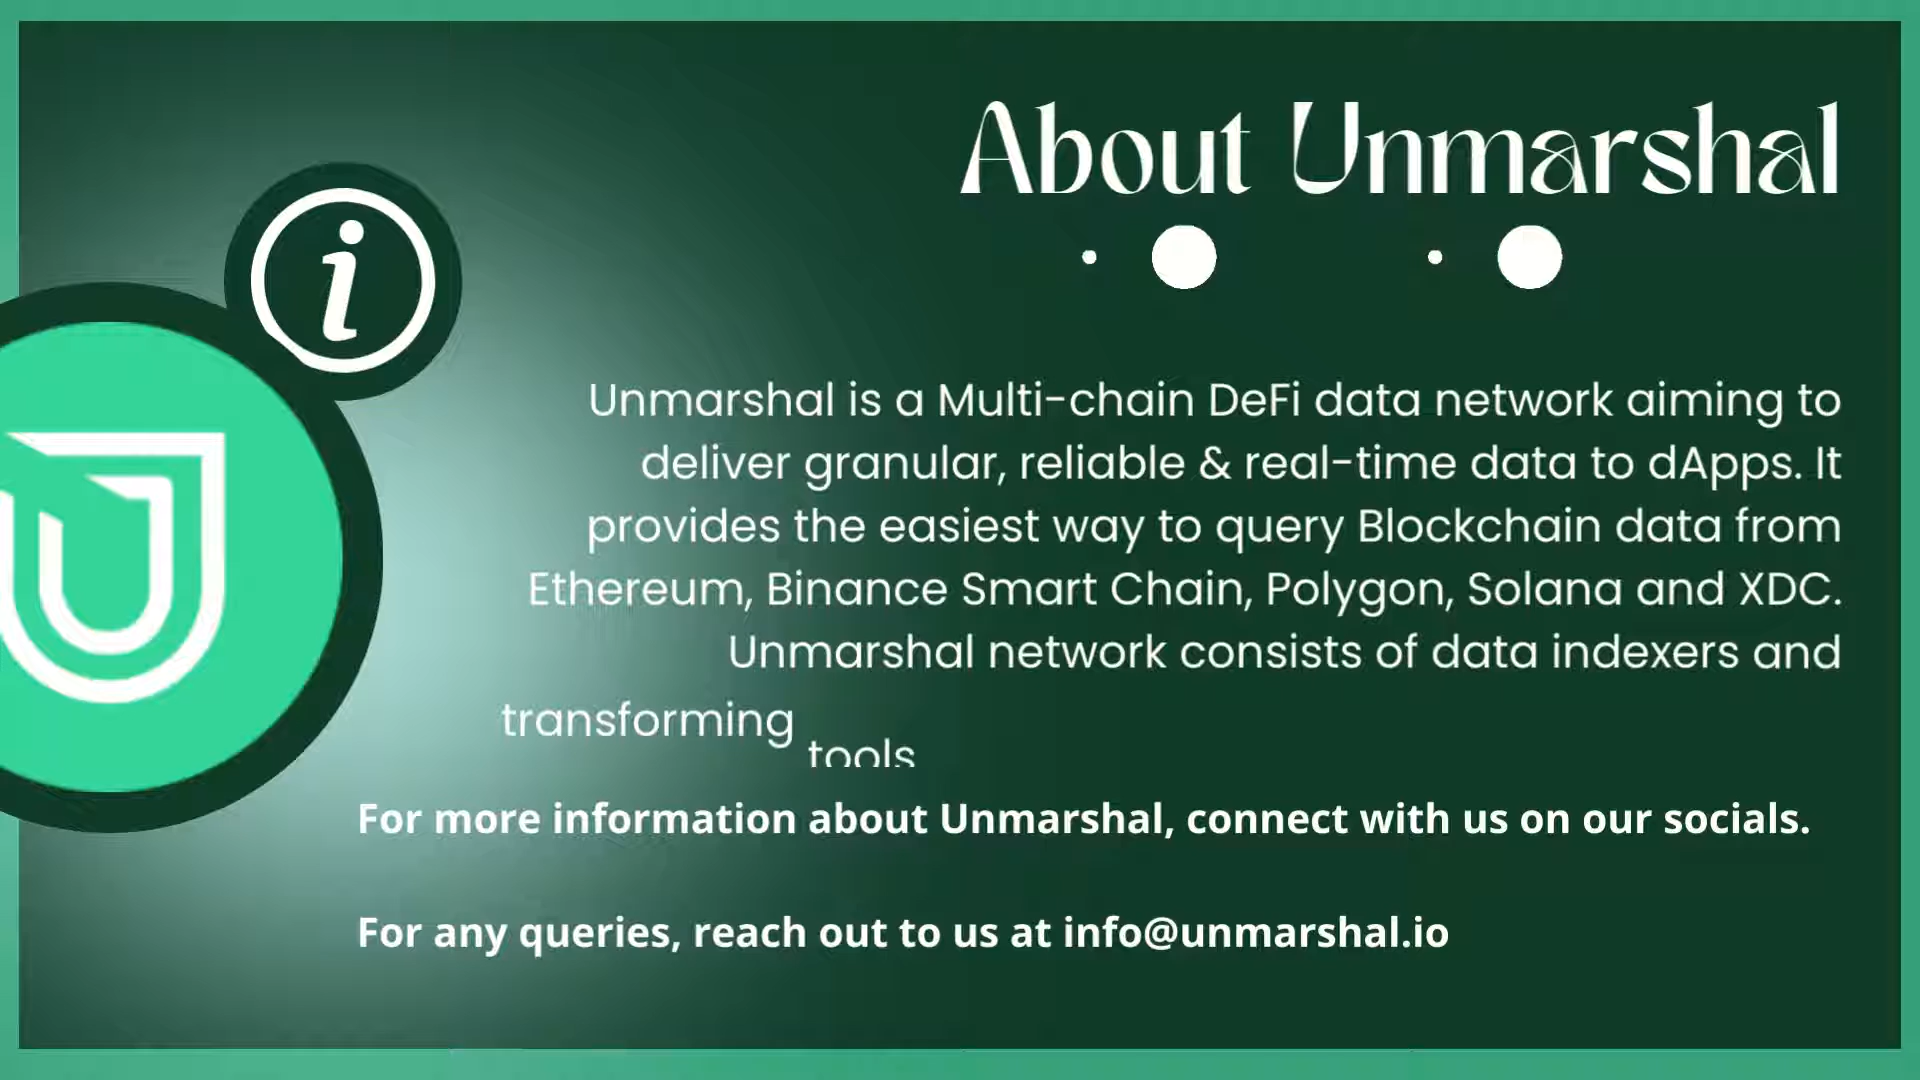 About Unmarshal
i
Unmarshal is a Multi-chain DeFi data network aiming to
deliver granular, reliable & real-time data to dApps. It
provides the easiest way to query Blockchain data from
Ethereum, Binance Smart Chain, Polygon, Solana and XDC.
Unmarshal network consists of data indexers and
transforming tools
For more information about Unmarshal, connect with us on our socials.
For any queries, reach out to us at info@unmarshal.io